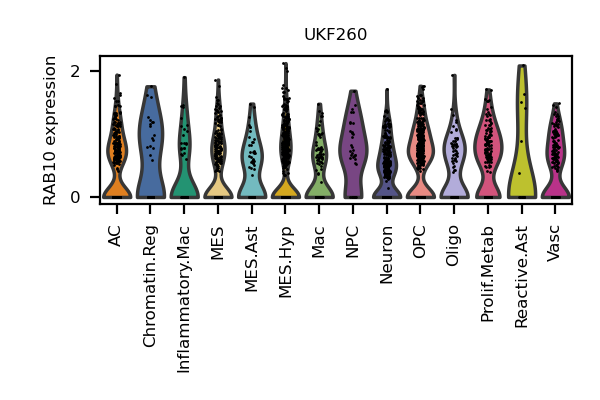 UKF260
RAB10 expression
2
0
AC
Chromatin.Reg
Inflammatory.Mac
MES
MES.Ast
MES.Hyp
Mac
NPC
Neuron
OPC
Oligo
Prolif.Metab
Reactive.Ast
Vasc